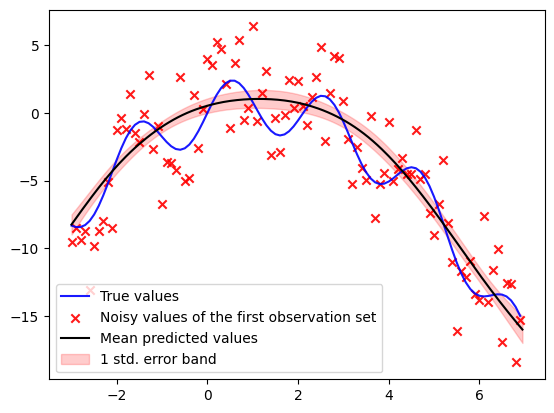 5
0
−5
−10
−15
True values
Noisy values of the first observation set
Mean predicted values
1 std. error band
−2 0 2 4 6